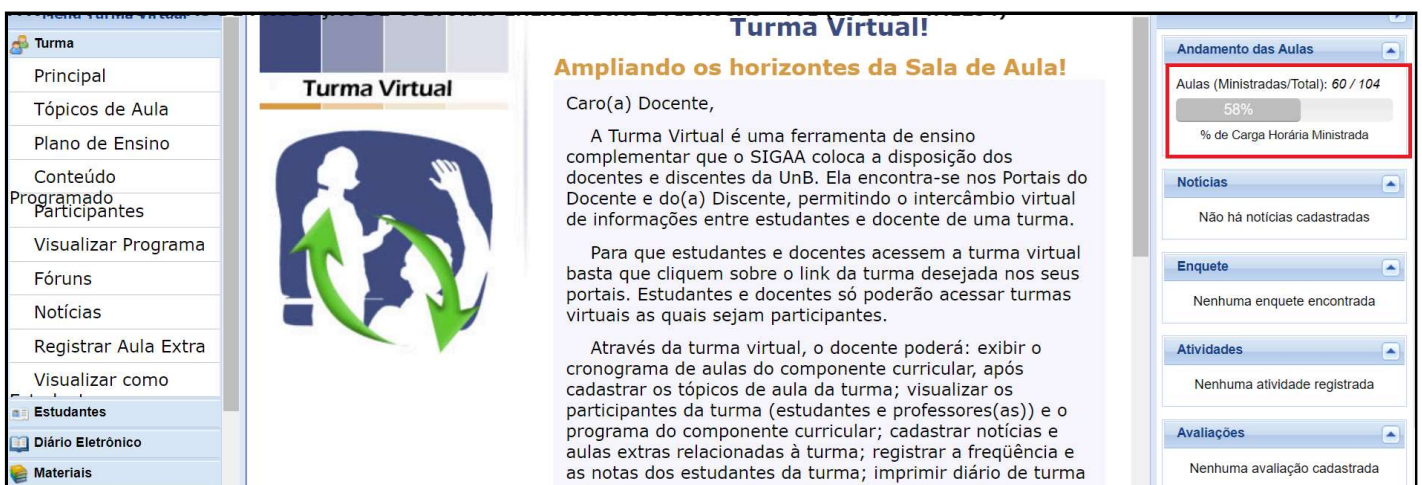 Menu Turma Virtual
Turma
Principal
Tópicos de Aula
Plano de Ensino
Conteúdo
Programado
Participantes
Visualizar Programa
Fóruns
Notícias
Registrar Aula Extra
Visualizar como
Estudantes
Diário Eletrônico
Materiais
Turma Virtual
Turma Virtual!
Ampliando os horizontes da Sala de Aula!
Caro(a) Docente,
A Turma Virtual é uma ferramenta de ensino
complementar que o SIGAA coloca a disposição dos
docentes e discentes da UnB. Ela encontra-se nos Portais do
Docente e do(a) Discente, permitindo o intercâmbio virtual
de informações entre estudantes e docente de uma turma.
Para que estudantes e docentes acessem a turma virtual
basta que cliquem sobre o link da turma desejada nos seus
portais. Estudantes e docentes só poderão acessar turmas
virtuais as quais sejam participantes.
Através da turma virtual, o docente poderá: exibir o
cronograma de aulas do componente curricular, após
cadastrar os tópicos de aula da turma; visualizar os
participantes da turma (estudantes e professores(as)) e o
programa do componente curricular; cadastrar notícias e
aulas extras relacionadas à turma; registrar a freqüência e
as notas dos estudantes da turma; imprimir diário de turma
Andamento das Aulas
Aulas (Ministradas/Total): 60 / 104
58%
% de Carga Horária Ministrada
Notícias
Não há notícias cadastradas
Enquete
Nenhuma enquete encontrada
Atividades
Nenhuma atividade registrada
Avaliações
Nenhuma avaliação cadastrada